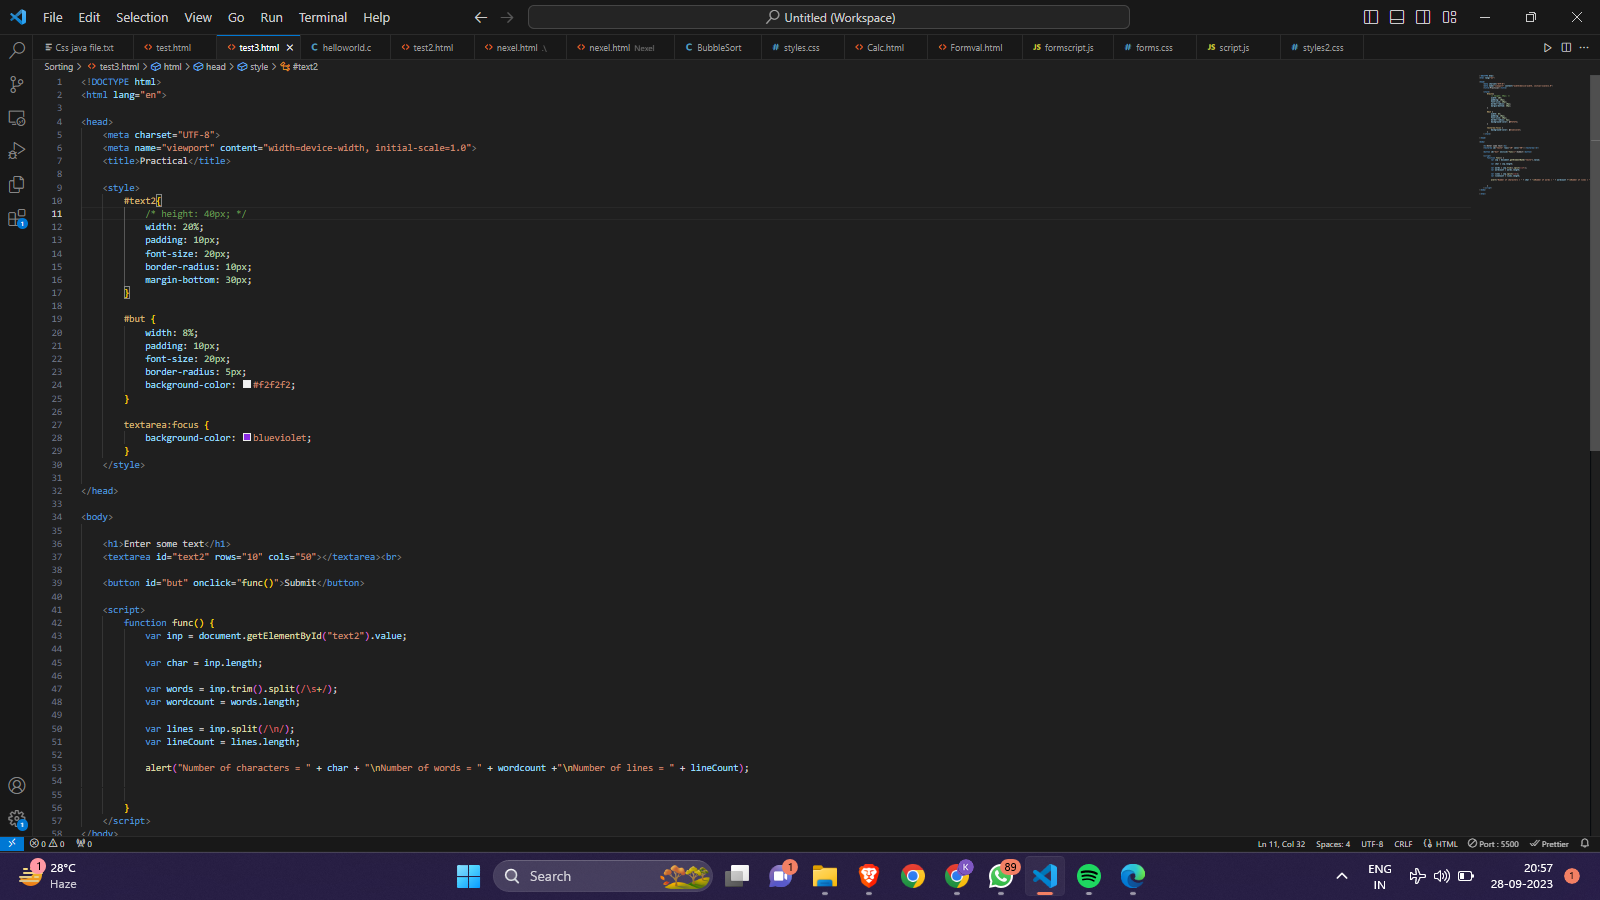 File Edit Selection View Go Run Terminal Help
Untitled (Workspace)
Css java file.txt test.html test3.html helloworld.c test2.html nexel.html .\ nexel.html Nexel BubbleSort styles.css Calc.html Formval.html formscript.js forms.css script.js styles2.css
Sorting > test3.html > html > head > style > #text2
1 <!DOCTYPE html>
2 <html lang="en">
3
4 <head>
5 <meta charset="UTF-8">
6 <meta name="viewport" content="width=device-width, initial-scale=1.0">
7 <title>Practical</title>
8
9 <style>
10 #text2{
11 /* height: 40px; */
12 width: 20%;
13 padding: 10px;
14 font-size: 20px;
15 border-radius: 10px;
16 margin-bottom: 30px;
17 }
18
19 #but {
20 width: 8%;
21 padding: 10px;
22 font-size: 20px;
23 border-radius: 5px;
24 background-color: #f2f2f2;
25 }
26
27 textarea:focus {
28 background-color: blueviolet;
29 }
30 </style>
31
32 </head>
33
34 <body>
35
36 <h1>Enter some text</h1>
37 <textarea id="text2" rows="10" cols="50"></textarea><br>
38
39 <button id="but" onclick="func()">Submit</button>
40
41 <script>
42 function func() {
43 var inp = document.getElementById("text2").value;
44
45 var char = inp.length;
46
47 var words = inp.trim().split(/\s+/);
48 var wordcount = words.length;
49
50 var lines = inp.split(/\n/);
51 var lineCount = lines.length;
52
53 alert("Number of characters = " + char + "\nNumber of words = " + wordcount +"\nNumber of lines = " + lineCount);
54
55
56 }
57 </script>
58 </body>
0 0 0 Ln 11, Col 32 Spaces: 4 UTF-8 CRLF HTML Port : 5500 Prettier
1 28°C
Haze
Search
1
K
89
ENG
IN
20:57
28-09-2023
1